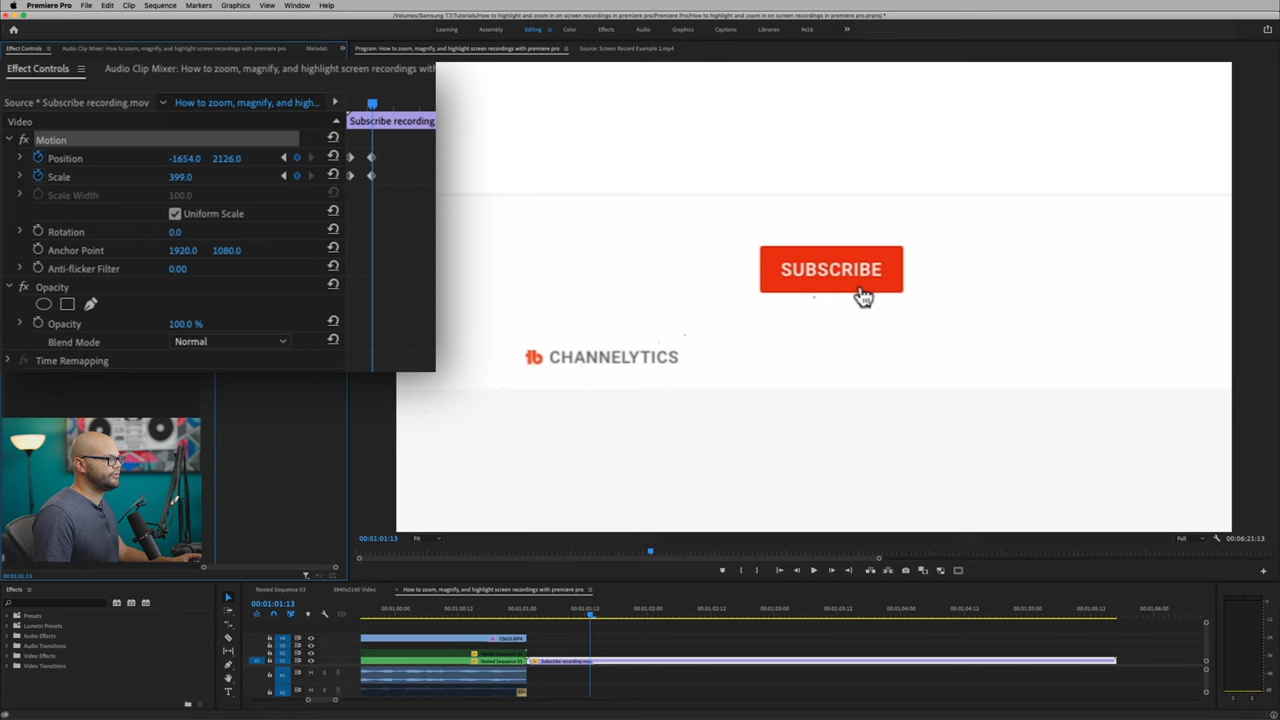 Premiere Pro File Edit Clip Sequence Markers Graphics View Window Help
/Volumes/Samsung T7/Tutorials/How to highlight and zoom in on screen recordings in premiere pro/Premiere Pro/How to highlight and zoom in on screen recordings in premiere pro.prproj *
Learning Assembly Editing Color Effects Audio Graphics Captions Libraries 9x16
Effect Controls Audio Clip Mixer: How to zoom, magnify, and highlight screen recordings with premiere pro Metadat. Program: How to zoom, magnify, and highlight screen recordings with premiere pro Source: Screen Record Example 2.mp4
Effect Controls Audio Clip Mixer: How to zoom, magnify, and highlight screen recordings wit
Source * Subscribe recording.mov How to zoom, magnify, and high...
Video Subscribe recording
fx Motion
Position -1654.0 2126.0
Scale 399.0
Scale Width 100.0
Uniform Scale
Rotation 0.0
Anchor Point 1920.0 1080.0
Anti-flicker Filter 0.00
fx Opacity
Opacity 100.0 %
Blend Mode Normal
fx Time Remapping
SUBSCRIBE
tb CHANNELYTICS
00:01:01:13 Fit Full 00:06:21:13
00:01:01:13
Effects Nested Sequence 03 3840x2160 Video How to zoom, magnify, and highlight screen recordings with premiere pro
00:01:01:13
00:01:00:00 00:01:00:12 00:01:01:00 00:01:01:12 00:01:02:00 00:01:02:12 00:01:03:00 00:01:03:12 00:01:04:00 00:01:04:12 00:01:05:00 00:01:05:12 00:01:06:00
Presets
Lumetri Presets
Audio Effects
Audio Transitions
Video Effects
Video Transitions
Nested Sequence 05
Subscribe recording.mov
V1
A1
A2
M S
M S
S S